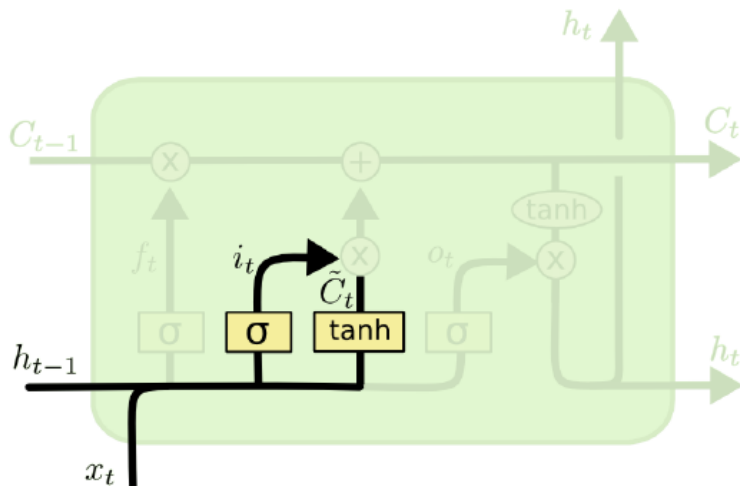 h_t
C_{t-1}
C_t
x
+
tanh
f_t
i_t
x
o_t
x
C̃_t
σ
σ
tanh
σ
h_{t-1}
h_t
x_t